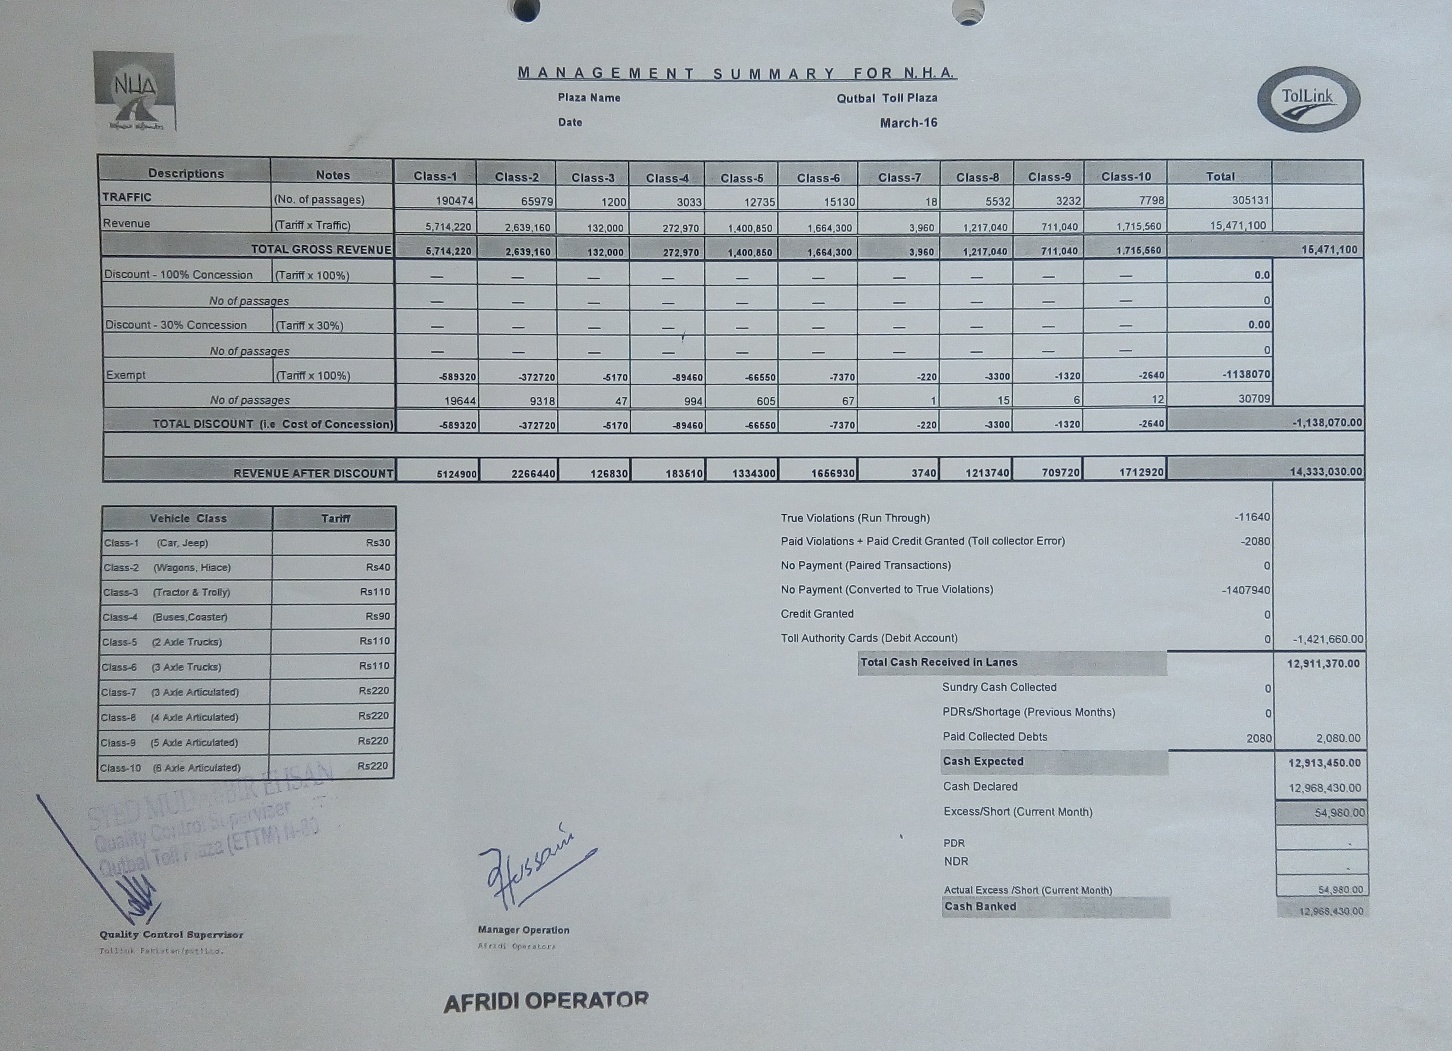 MANAGEMENT SUMMARY FOR N.H.A.
NHA
TolLink
Plaza Name Qutbal Toll Plaza
Date March-16
Descriptions Notes Class-1 Class-2 Class-3 Class-4 Class-5 Class-6 Class-7 Class-8 Class-9 Class-10 Total
TRAFFIC (No. of passages) 190474 65979 1200 3033 12735 15130 18 5532 3232 7798 305131
Revenue (Tariff x Traffic) 5,714,220 2,639,160 132,000 272,970 1,400,850 1,664,300 3,960 1,217,040 711,040 1,715,560 15,471,100
TOTAL GROSS REVENUE 5,714,220 2,639,160 132,000 272,970 1,400,850 1,664,300 3,960 1,217,040 711,040 1,715,560 15,471,100
Discount - 100% Concession (Tariff x 100%) — — — — — — — — — — 0.0
No of passages — — — — — — — — — — 0
Discount - 30% Concession (Tariff x 30%) — — — — — — — — — — 0.00
No of passages — — — — — — — — — — 0
Exempt (Tariff x 100%) -589320 -372720 -5170 -89460 -66550 -7370 -220 -3300 -1320 -2640 -1138070
No of passages 19644 9318 47 994 605 67 1 15 6 12 30709
TOTAL DISCOUNT (i.e Cost of Concession) -589320 -372720 -5170 -89460 -66550 -7370 -220 -3300 -1320 -2640 -1,138,070.00
REVENUE AFTER DISCOUNT 5124900 2266440 126830 183510 1334300 1656930 3740 1213740 709720 1712920 14,333,030.00
Vehicle Class Tariff
Class-1 (Car, Jeep) Rs30
Class-2 (Wagons, Hiace) Rs40
Class-3 (Tractor & Trolly) Rs110
Class-4 (Buses,Coaster) Rs90
Class-5 (2 Axle Trucks) Rs110
Class-6 (3 Axle Trucks) Rs110
Class-7 (3 Axle Articulated) Rs220
Class-8 (4 Axle Articulated) Rs220
Class-9 (5 Axle Articulated) Rs220
Class-10 (6 Axle Articulated) Rs220
True Violations (Run Through) -11640
Paid Violations + Paid Credit Granted (Toll collector Error) -2080
No Payment (Paired Transactions) 0
No Payment (Converted to True Violations) -1407940
Credit Granted 0
Toll Authority Cards (Debit Account) 0 -1,421,660.00
Total Cash Received in Lanes 12,911,370.00
Sundry Cash Collected 0
PDRs/Shortage (Previous Months) 0
Paid Collected Debts 2080 2,080.00
Cash Expected 12,913,450.00
Cash Declared 12,968,430.00
Excess/Short (Current Month) 54,980.00
PDR -
NDR -
Actual Excess /Short (Current Month) 54,980.00
Cash Banked 12,968,430.00
SYED EHSAN
Quality Control Superviser
Qutbal Toll Plaza (ETTM) N-80
Hussain
Quality Control Supervisor
Manager Operation
Afridi Operators
AFRIDI OPERATOR